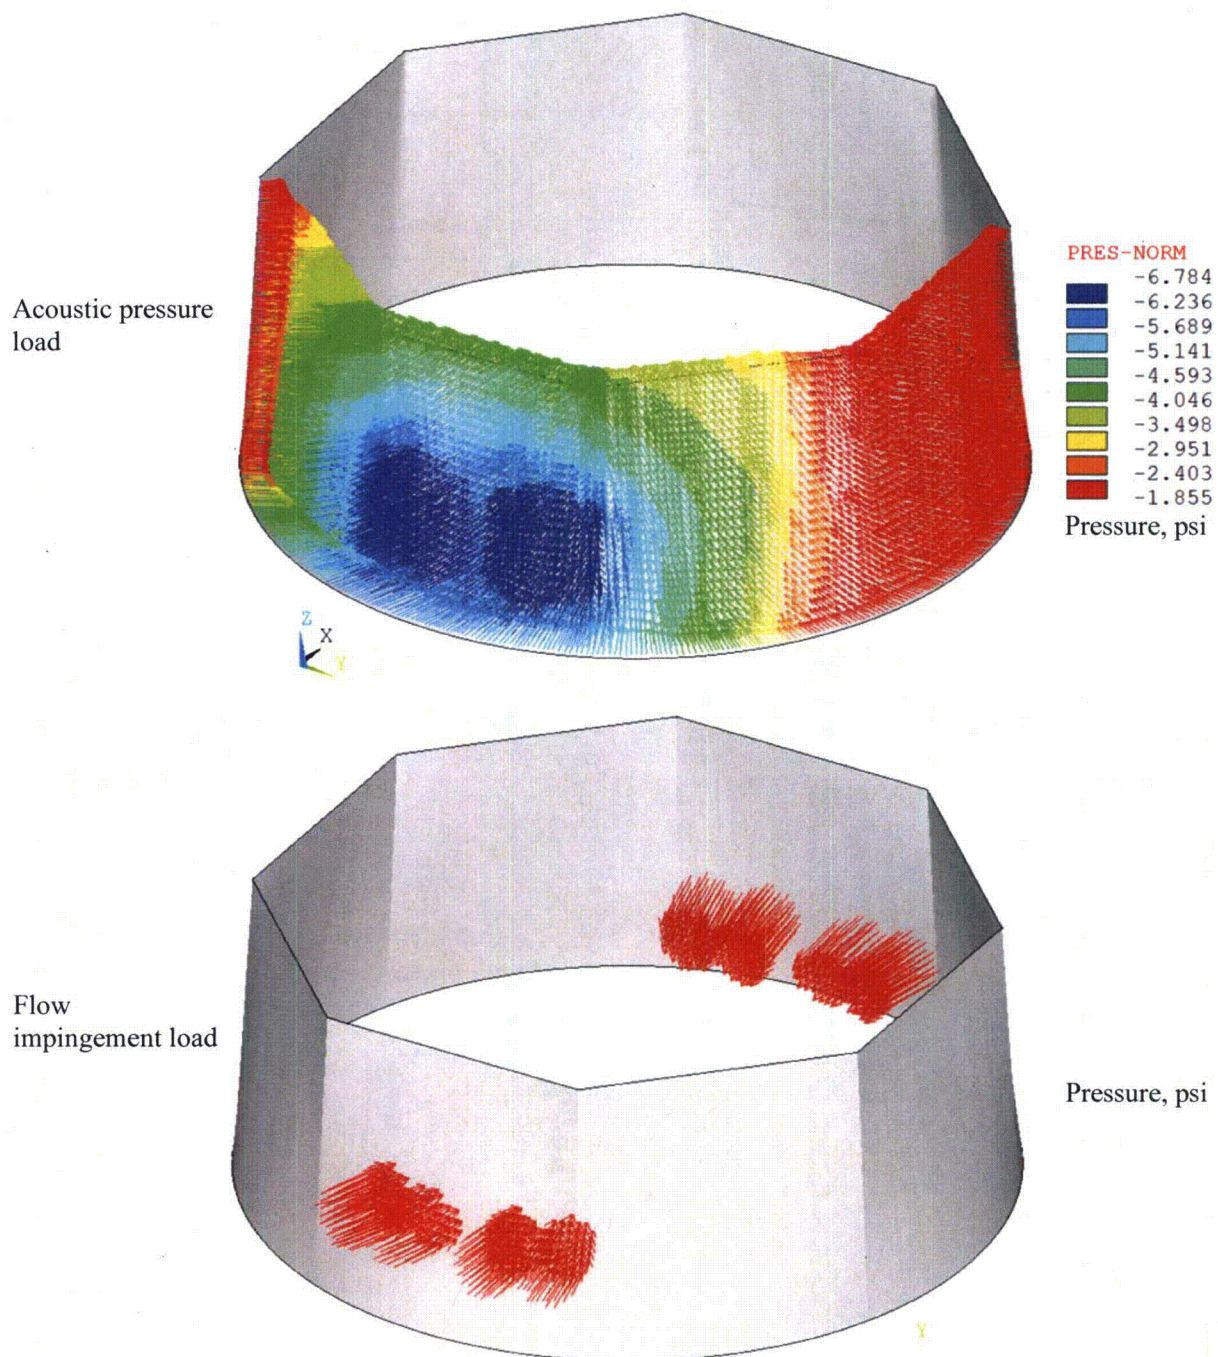 PRES-NORM
-6.784
-6.236
-5.689
-5.141
-4.593
-4.046
-3.498
-2.951
-2.403
-1.855
Pressure, psi
Acoustic pressure
load
Z
X
Y
Flow
impingement load
Pressure, psi
Y